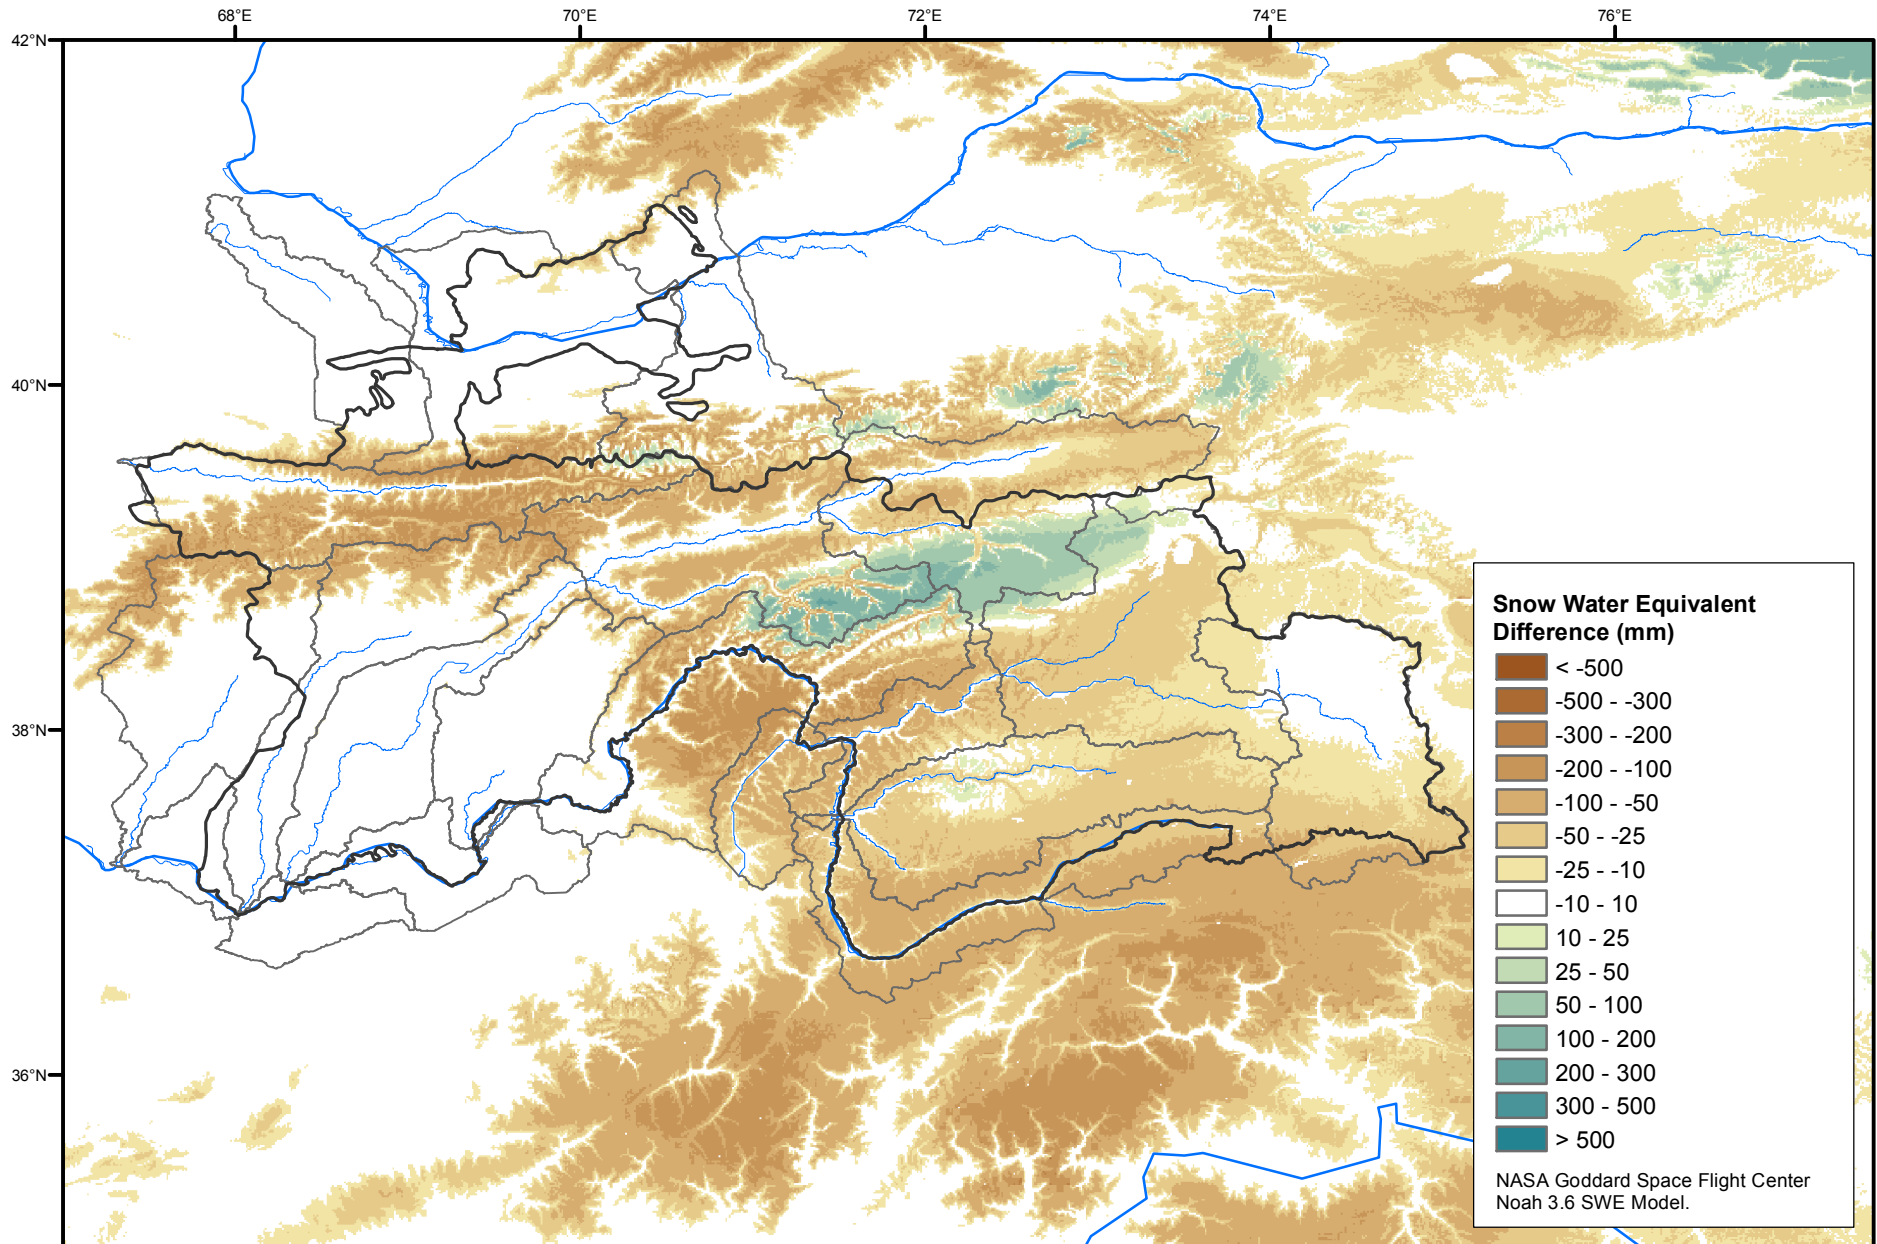 68°E
70°E
72°E
74°E
76°E
42°N
40°N
38°N
36°N
Snow Water Equivalent
Difference (mm)
< -500
-500 - -300
-300 - -200
-200 - -100
-100 - -50
-50 - -25
-25 - -10
-10 - 10
10 - 25
25 - 50
50 - 100
100 - 200
200 - 300
300 - 500
> 500
NASA Goddard Space Flight Center
Noah 3.6 SWE Model.